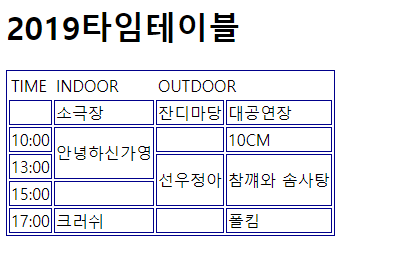 2019타임테이블
TIME INDOOR OUTDOOR
소극장 잔디마당 대공연장
10:00 안녕하신가영 10CM
13:00 선우정아 참깨와 솜사탕
15:00
17:00 크러쉬 폴킴